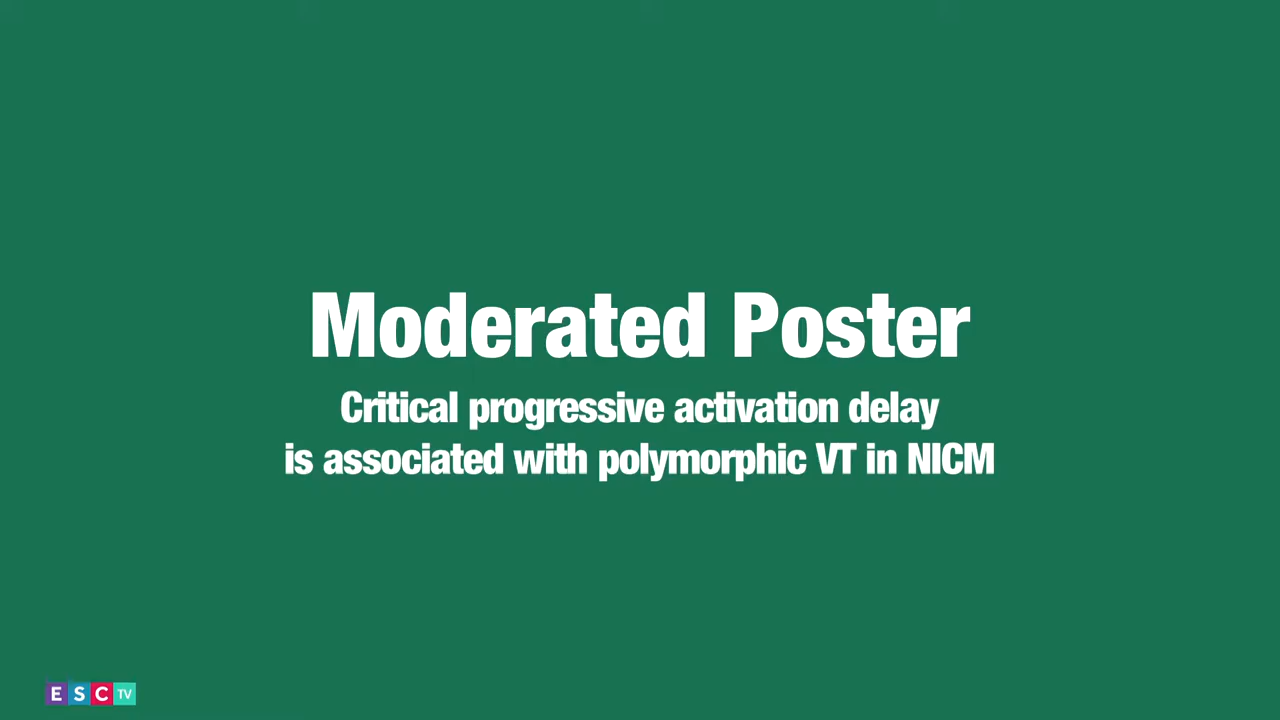 Moderated Poster
Critical progressive activation delay
is associated with polymorphic VT in NICM
ESC TV